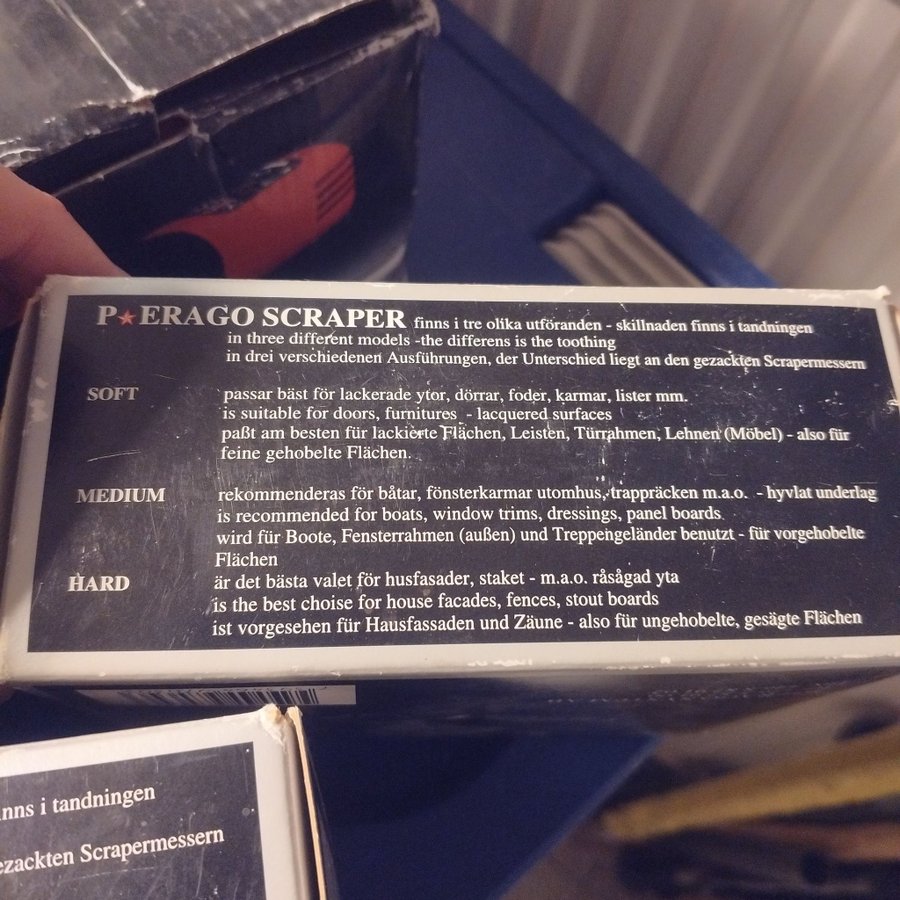 P★ERAGO SCRAPER finns i tre olika utföranden - skillnaden finns i tandningen
in three different models -the differens is the toothing
in drei verschiedenen Ausführungen, der Unterschied liegt an den gezackten Scrapermessern
SOFT passar bäst för lackerade ytor, dörrar, foder, karmar, lister mm.
is suitable for doors, furnitures - lacquered surfaces
paßt am besten für lackierte Flächen, Leisten, Türrahmen, Lehnen (Möbel) - also für
feine gehobelte Flächen.
MEDIUM rekommenderas för båtar, fönsterkarmar utomhus, trappräcken m.a.o. - hyvlat underlag
is recommended for boats, window trims, dressings, panel boards
wird für Boote, Fensterrahmen (außen) und Treppengeländer benutzt - für vorgehobelte
Flächen
HARD är det bästa valet för husfasader, staket - m.a.o. råsågad yta
is the best choise for house facades, fences, stout boards
ist vorgesehen für Hausfassaden und Zäune - also für ungehobelte, gesägte Flächen
nns i tandningen
ezackten Scrapermessern